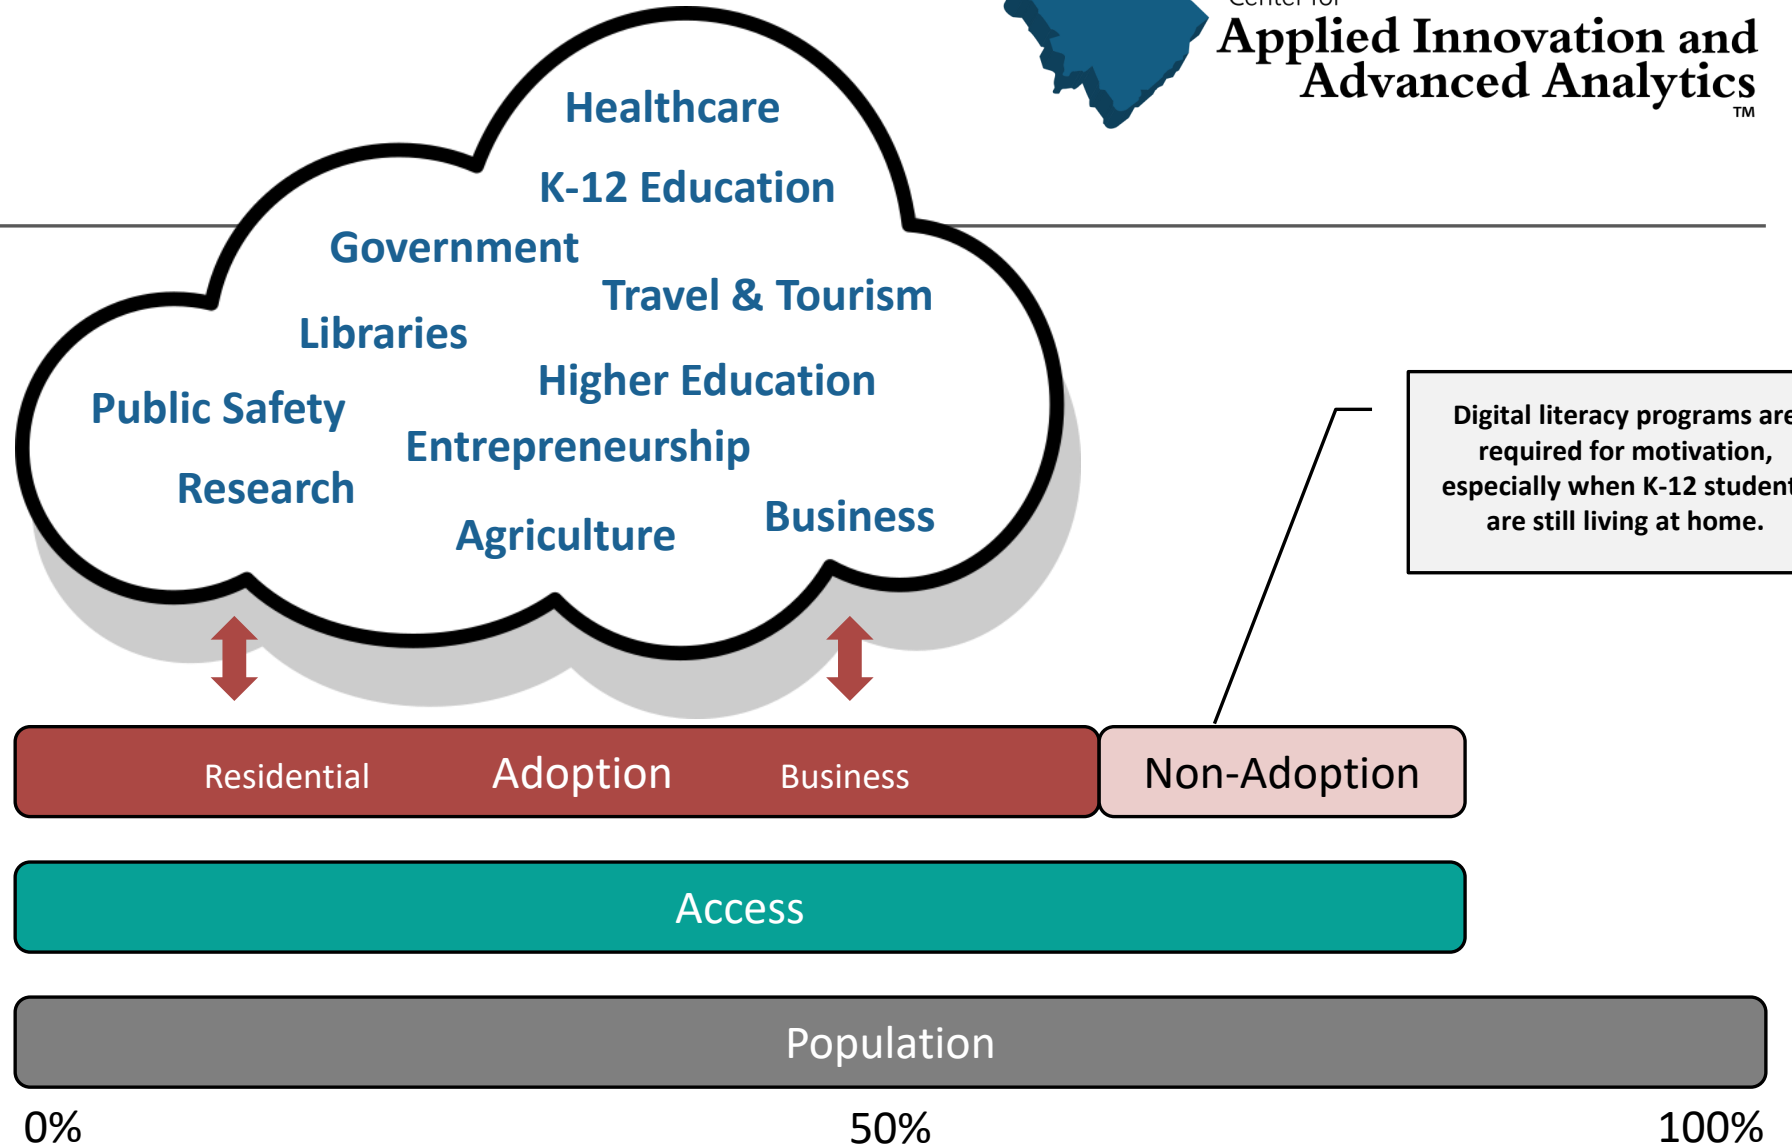 Center for
Applied Innovation and
Advanced Analytics
TM
Healthcare
K-12 Education
Government
Travel & Tourism
Libraries
Higher Education
Public Safety
Entrepreneurship
Research
Business
Agriculture
Digital literacy programs are
required for motivation,
especially when K-12 student
are still living at home.
Residential Adoption Business
Non-Adoption
Access
Population
0% 50% 100%